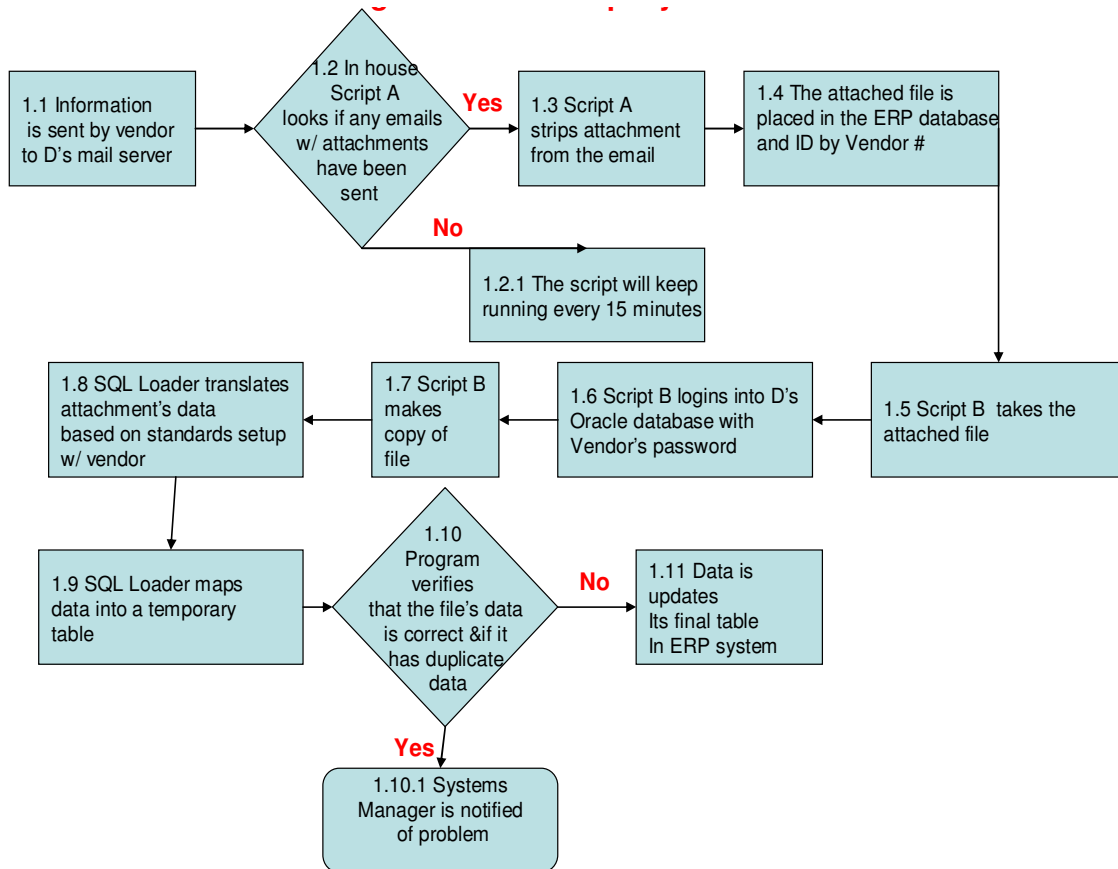 1.1 Information
is sent by vendor
to D's mail server
1.2 In house
Script A
looks if any emails
w/ attachments
have been
sent
Yes
1.3 Script A
strips attachment
from the email
1.4 The attached file is
placed in the ERP database
and ID by Vendor #
No
1.2.1 The script will keep
running every 15 minutes
1.5 Script B takes the
attached file
1.6 Script B logins into D's
Oracle database with
Vendor's password
1.7 Script B
makes
copy of
file
1.8 SQL Loader translates
attachment's data
based on standards setup
w/ vendor
1.9 SQL Loader maps
data into a temporary
table
1.10
Program
verifies
that the file's data
is correct &if it
has duplicate
data
No
1.11 Data is
updates
Its final table
In ERP system
Yes
1.10.1 Systems
Manager is notified
of problem